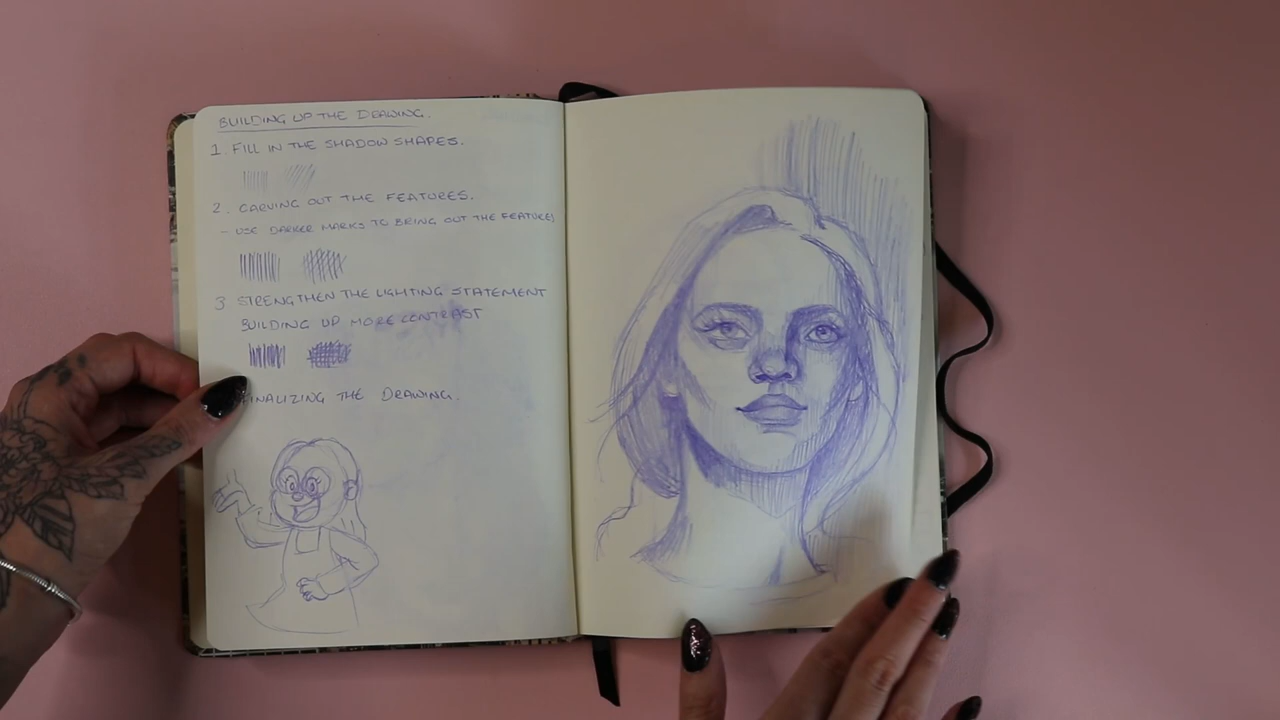 BUILDING UP THE DRAWING.
1. FILL IN THE SHADOW SHAPES.
2. CARVING OUT THE FEATURES.
- USE DARKER MARKS TO BRING OUT THE FEATURES
3 STRENGTHEN THE LIGHTING STATEMENT
BUILDING UP MORE CONTRAST
INALIZING THE DRAWING.